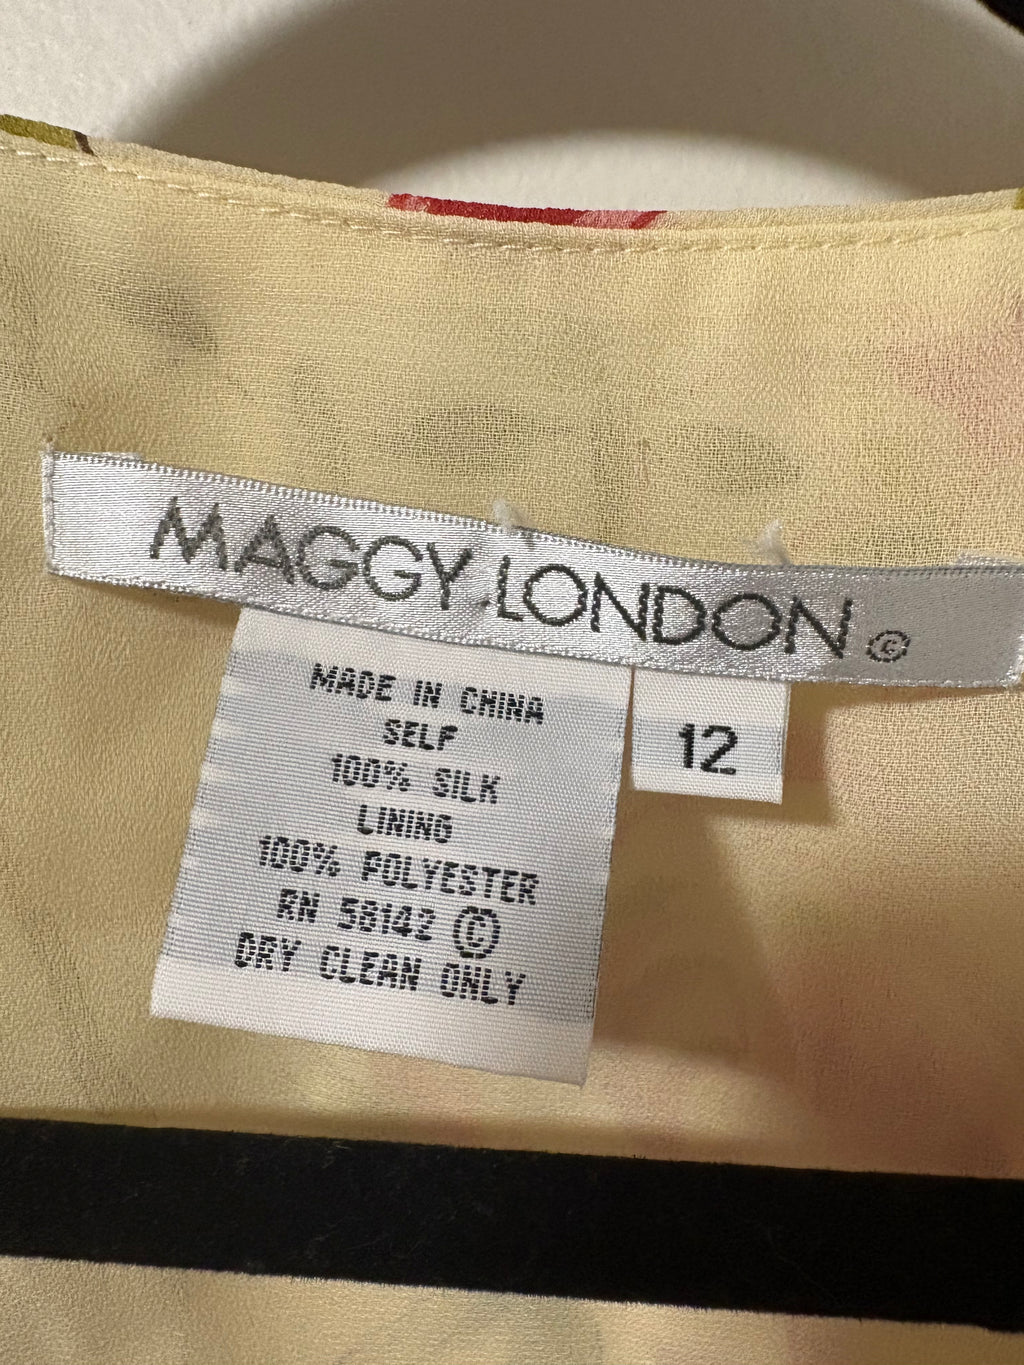 MAGGY LONDON ©
MADE IN CHINA
SELF
100% SILK
LINING
100% POLYESTER
RN 58142 ©
DRY CLEAN ONLY
12